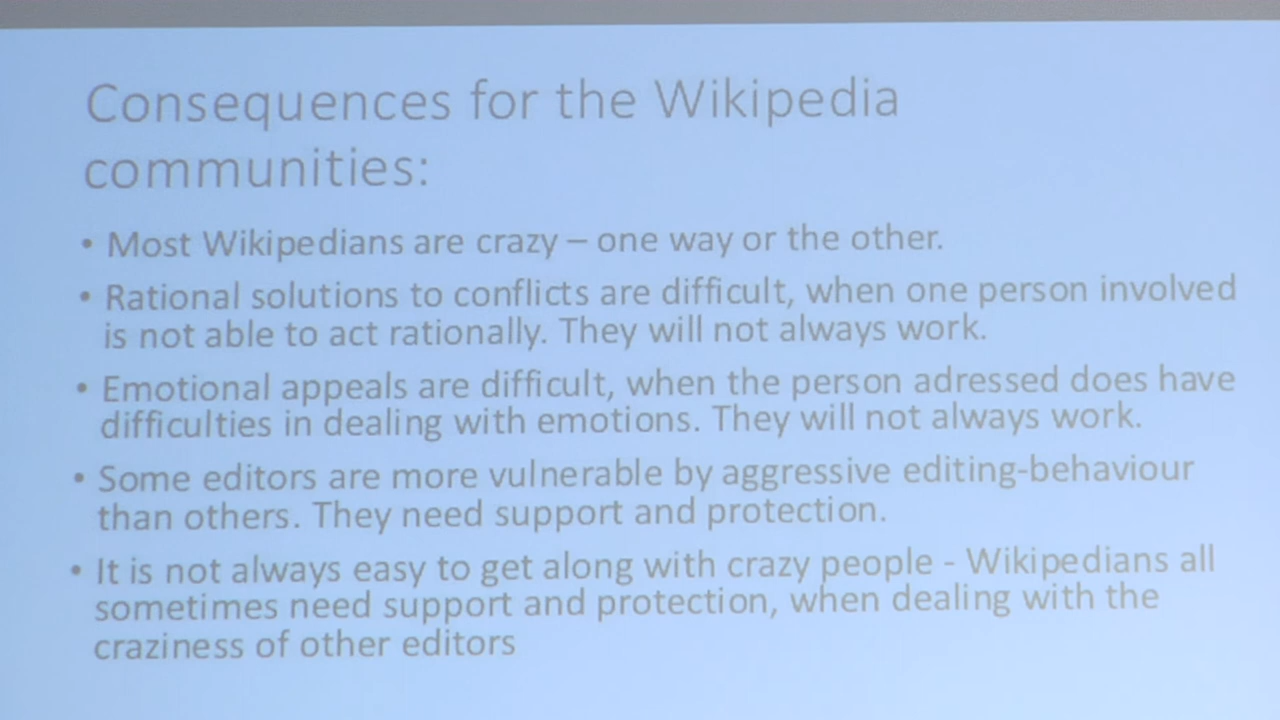 Consequences for the Wikipedia
communities:
• Most Wikipedians are crazy – one way or the other.
• Rational solutions to conflicts are difficult, when one person involved
is not able to act rationally. They will not always work.
• Emotional appeals are difficult, when the person adressed does have
difficulties in dealing with emotions. They will not always work.
• Some editors are more vulnerable by aggressive editing-behaviour
than others. They need support and protection.
• It is not always easy to get along with crazy people - Wikipedians all
sometimes need support and protection, when dealing with the
craziness of other editors